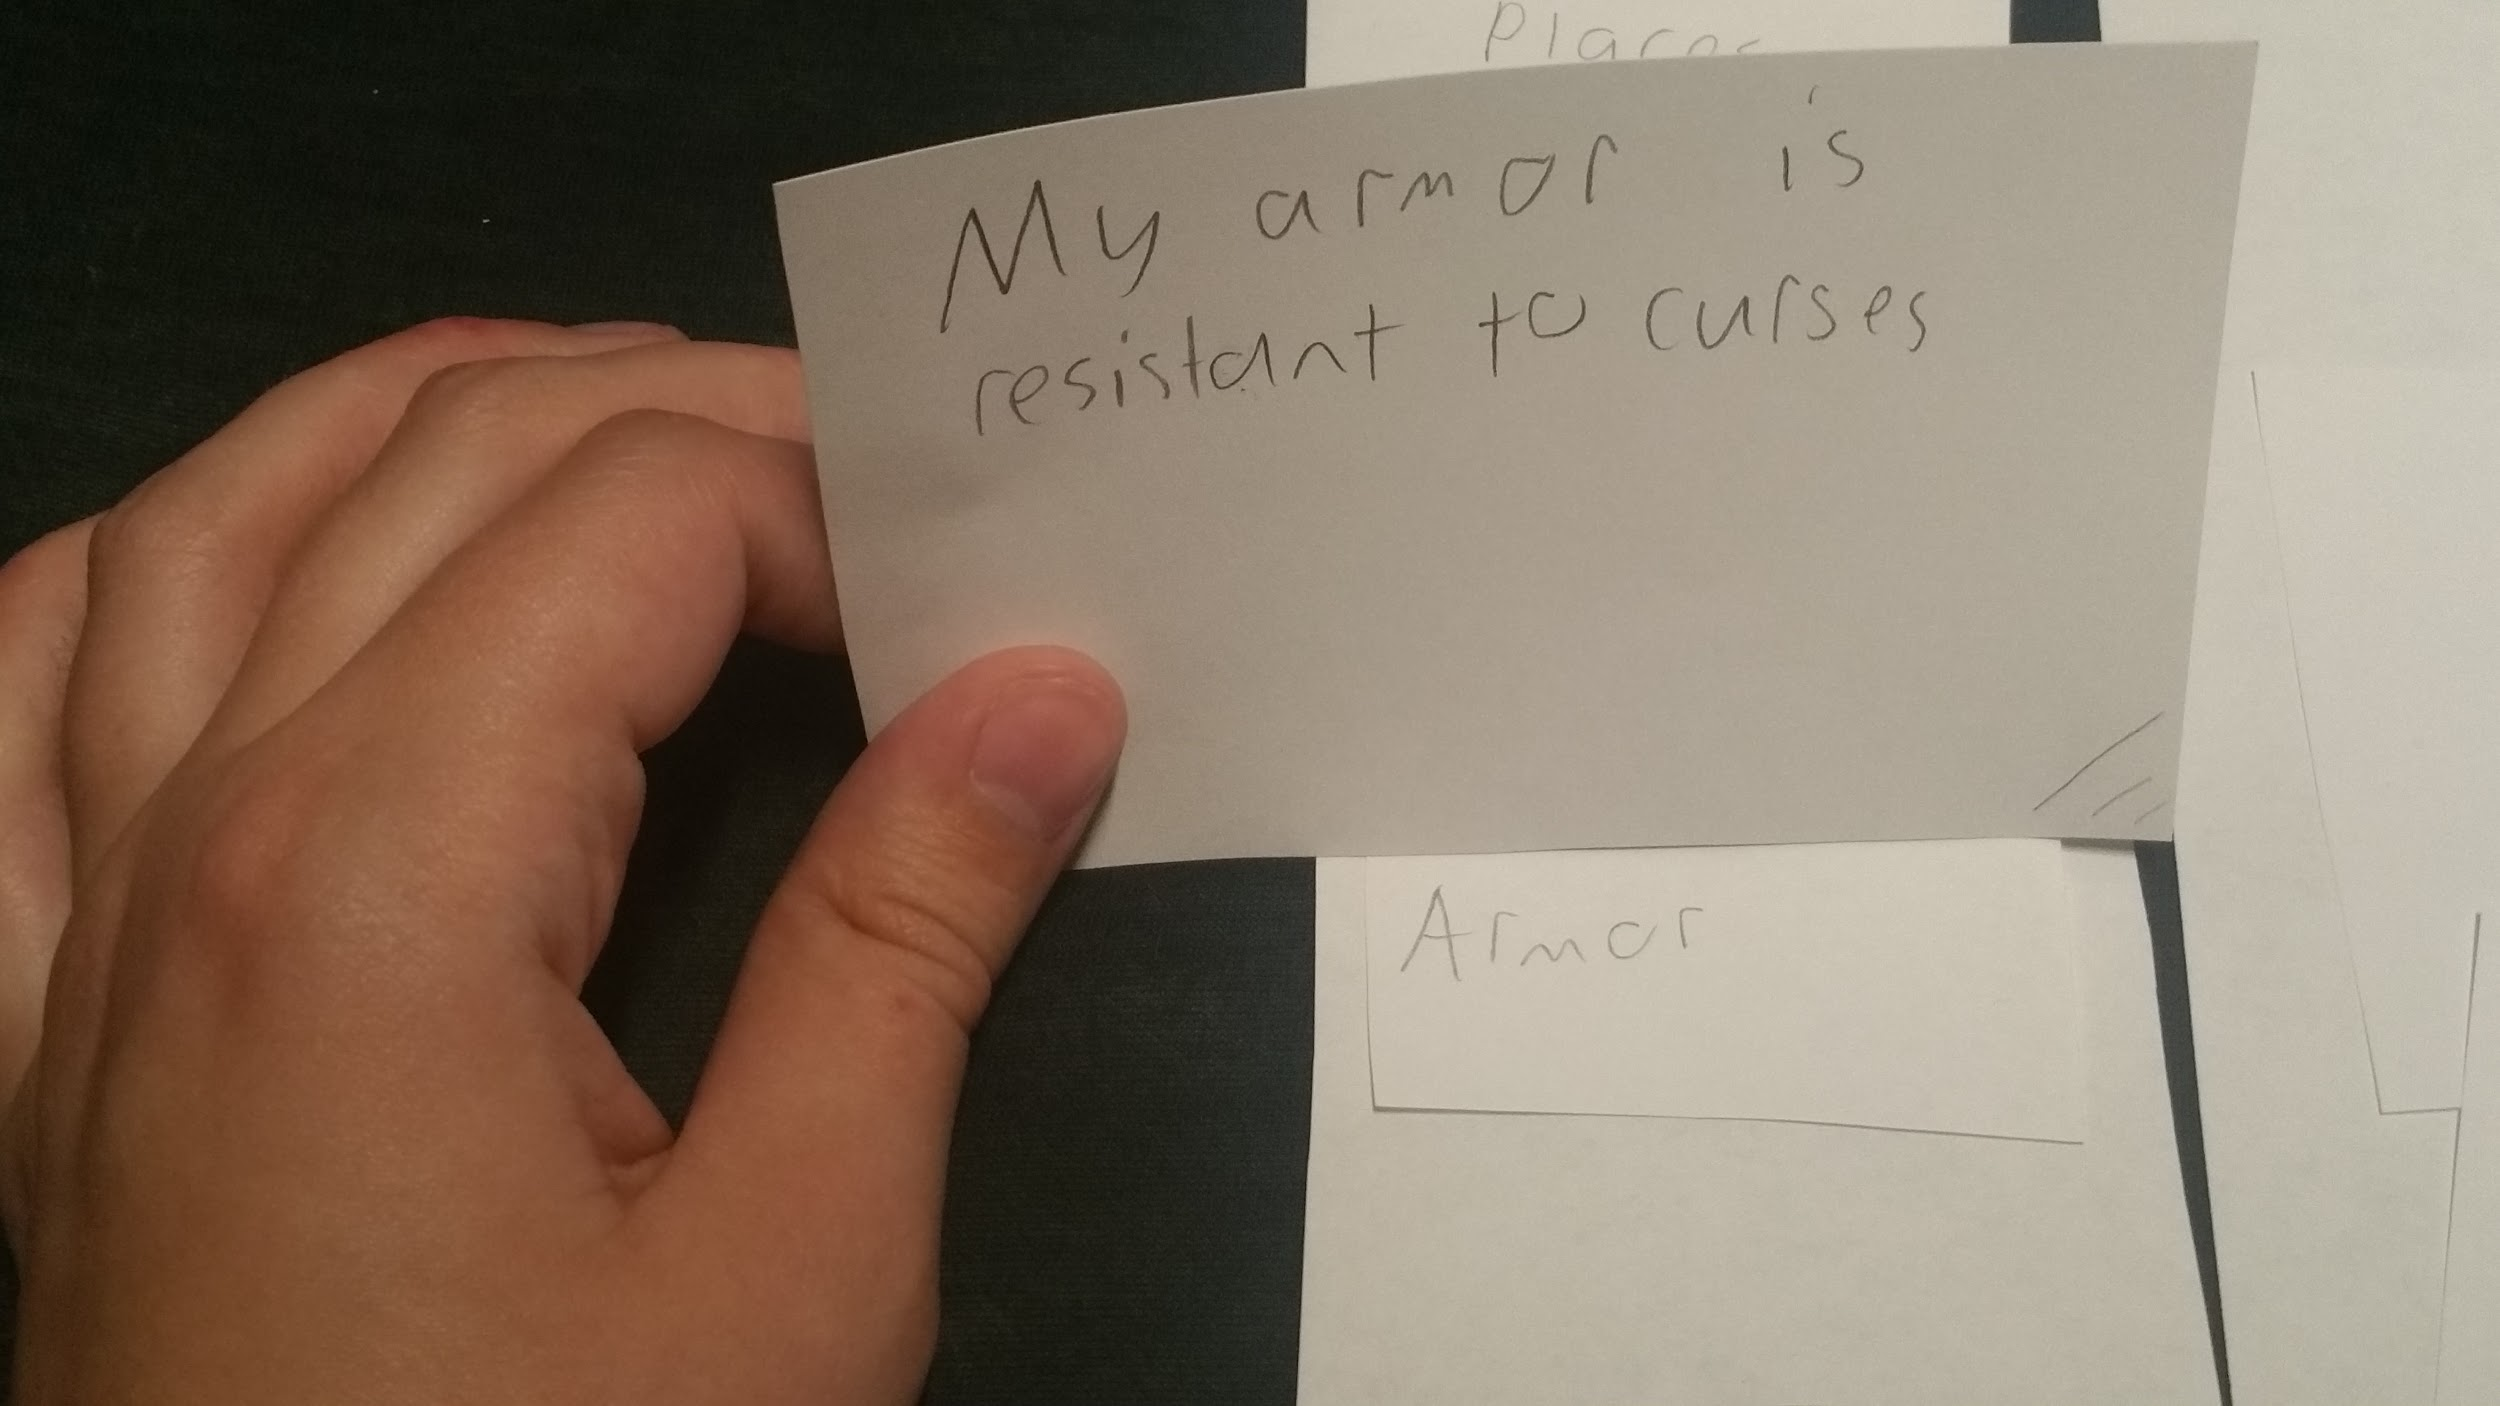 My armor is
resistant to curses
Armor